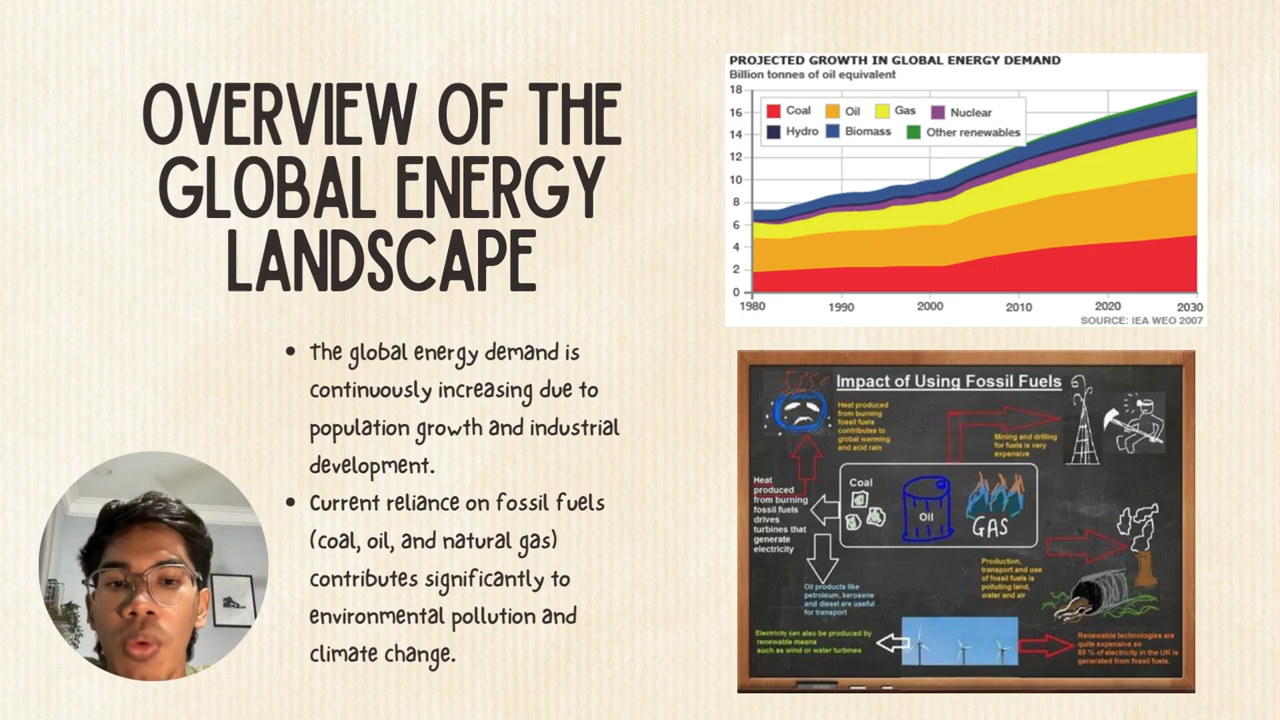 OVERVIEW OF THE
GLOBAL ENERGY
LANDSCAPE
• The global energy demand is
continuously increasing due to
population growth and industrial
development.
• Current reliance on fossil fuels
(coal, oil, and natural gas)
contributes significantly to
environmental pollution and
climate change.
PROJECTED GROWTH IN GLOBAL ENERGY DEMAND
Billion tonnes of oil equivalent
18
16
14
12
10
8
6
4
2
0
Coal Oil Gas Nuclear
Hydro Biomass Other renewables
1980 1990 2000 2010 2020 2030
SOURCE: IEA WEO 2007
Impact of Using Fossil Fuels
Heat produced
from burning
fossil fuels
contributes to
global warming
and acid rain
Mining and drilling
for fuels is very
expensive
Heat
produced
from burning
fossil fuels
drives
turbines that
generate
electricity
Coal
Oil
GAS
Oil products like
petroleum, kerosene
and diesel are useful
for transport
Production,
transport and use
of fossil fuels is
polluting land,
water and air
Electricity can also be produced by
renewable means
such as wind or water turbines
Renewable technologies are
quite expensive so
85 % of electricity in the UK is
generated from fossil fuels.